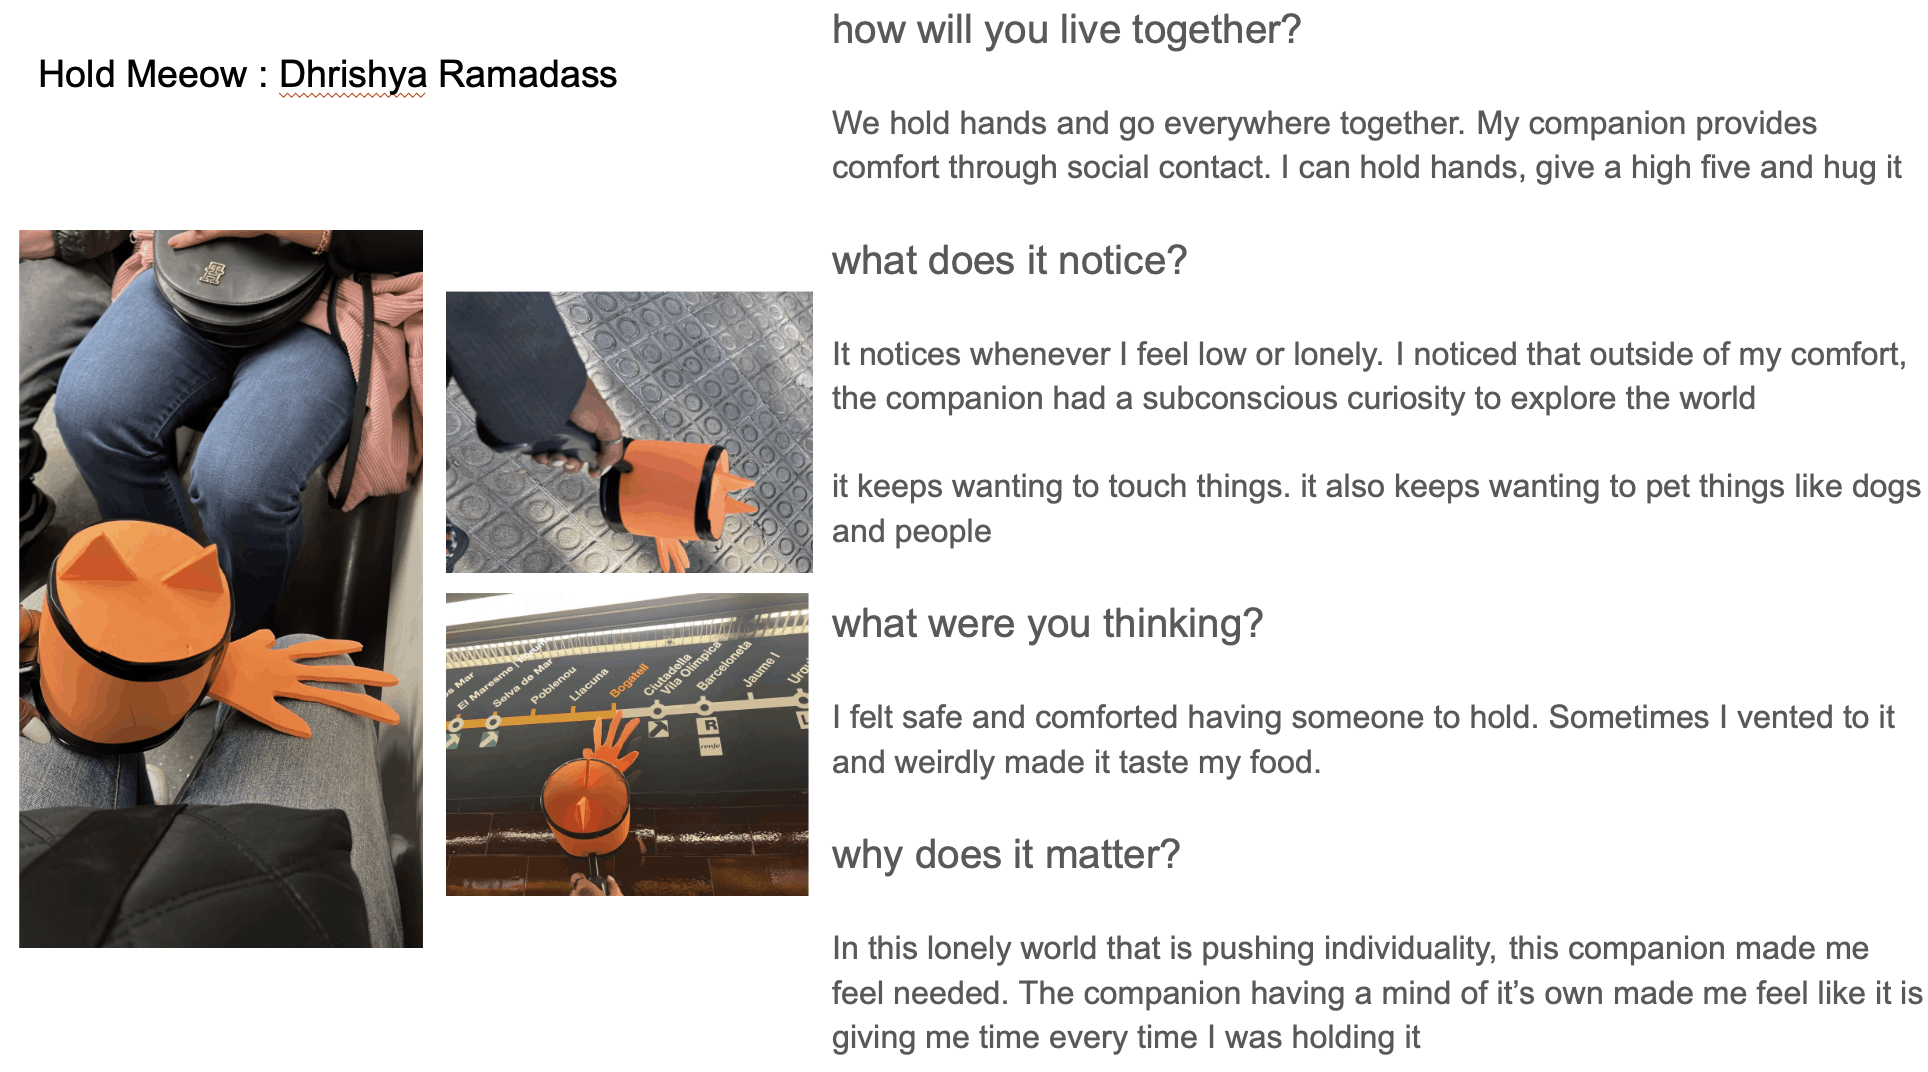 Hold Meeow : Dhrishya Ramadass
how will you live together?
We hold hands and go everywhere together. My companion provides
comfort through social contact. I can hold hands, give a high five and hug it
what does it notice?
It notices whenever I feel low or lonely. I noticed that outside of my comfort,
the companion had a subconscious curiosity to explore the world
it keeps wanting to touch things. it also keeps wanting to pet things like dogs
and people
what were you thinking?
I felt safe and comforted having someone to hold. Sometimes I vented to it
and weirdly made it taste my food.
why does it matter?
In this lonely world that is pushing individuality, this companion made me
feel needed. The companion having a mind of it's own made me feel like it is
giving me time every time I was holding it
Mar
El Maresme | Fòrum
Selva de Mar
Poblenou
Llacuna
Bogatell
Ciutadella
Vila Olímpica
Barceloneta
Jaume I
R
renfe